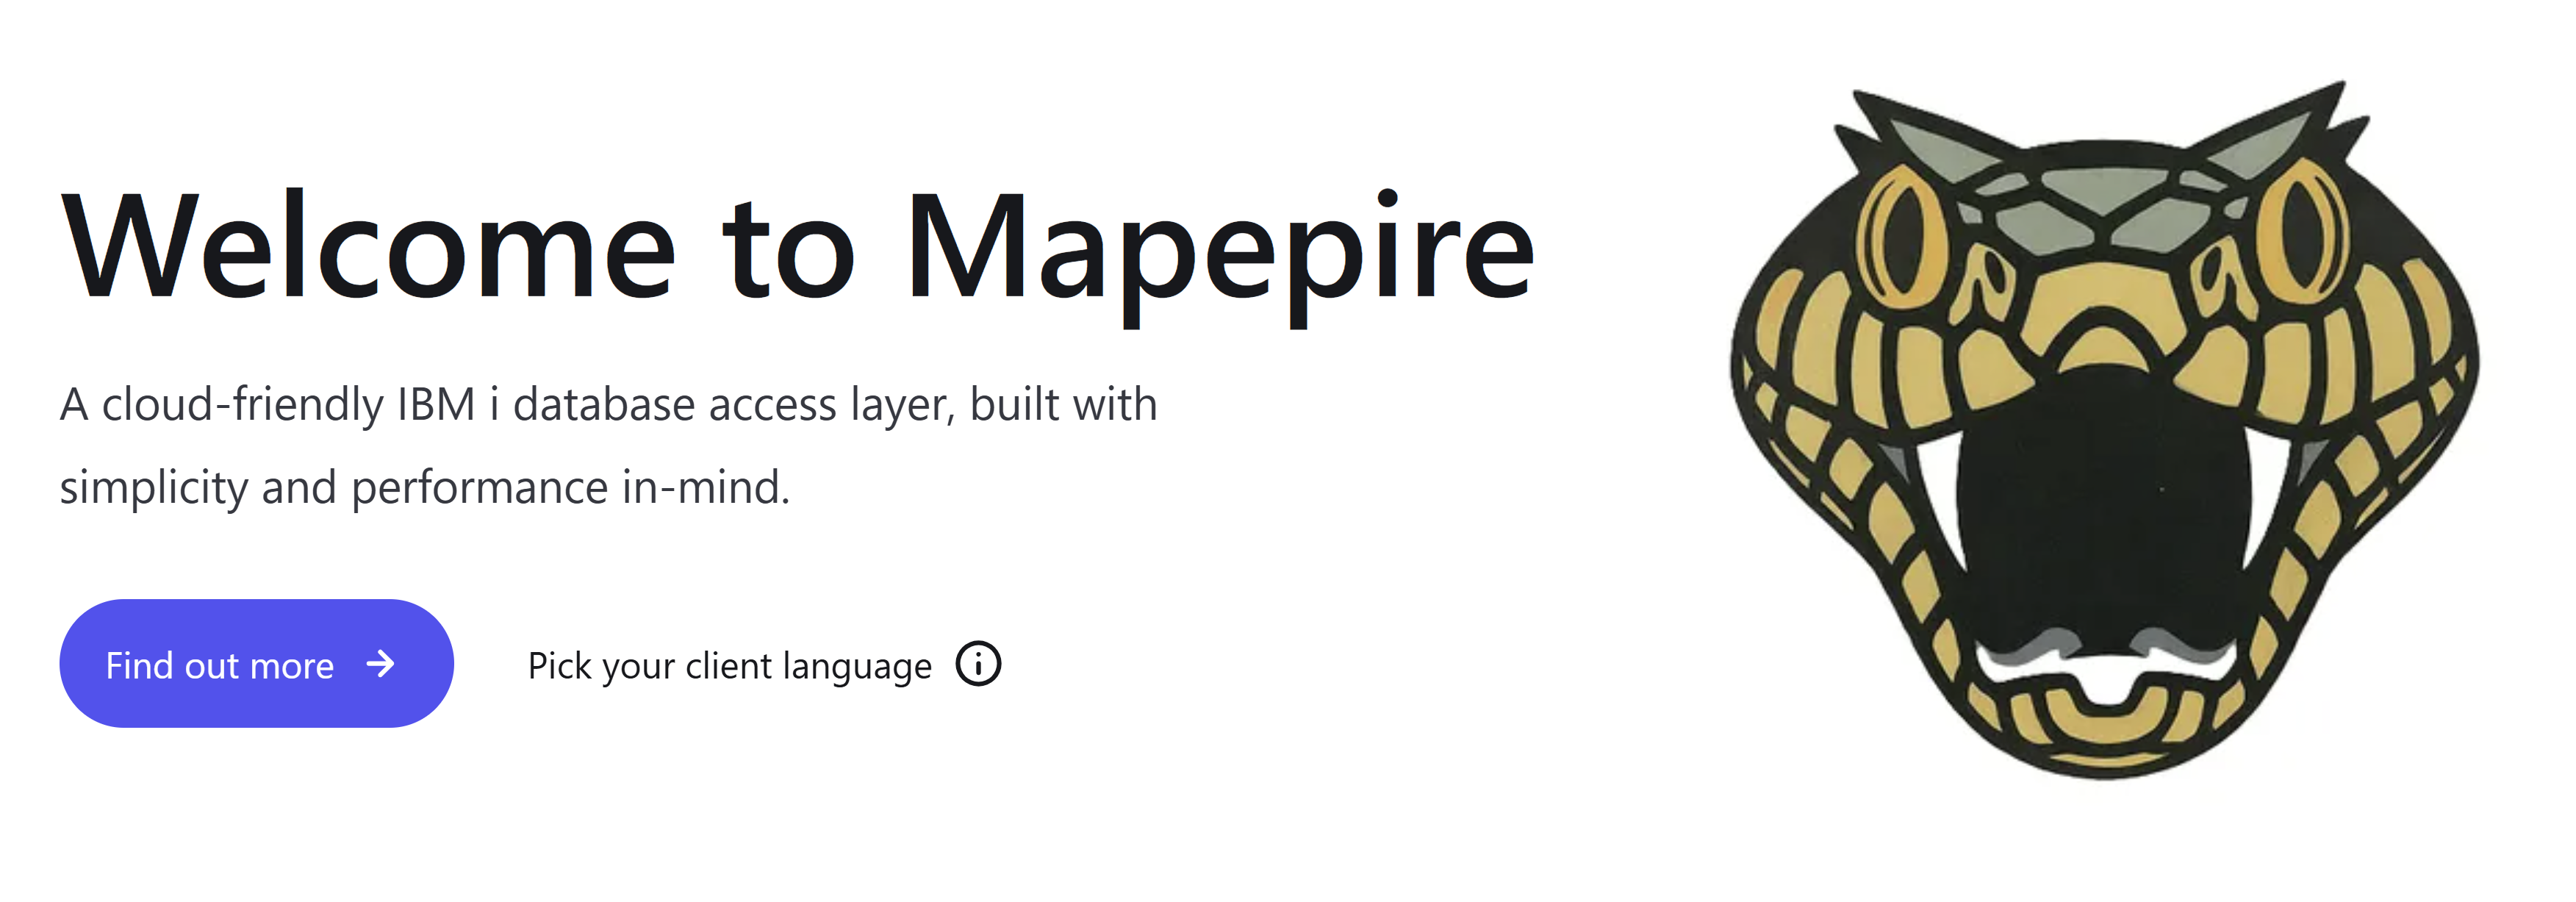 Welcome to Mapepire
A cloud-friendly IBM i database access layer, built with
simplicity and performance in-mind.
Find out more
Pick your client language